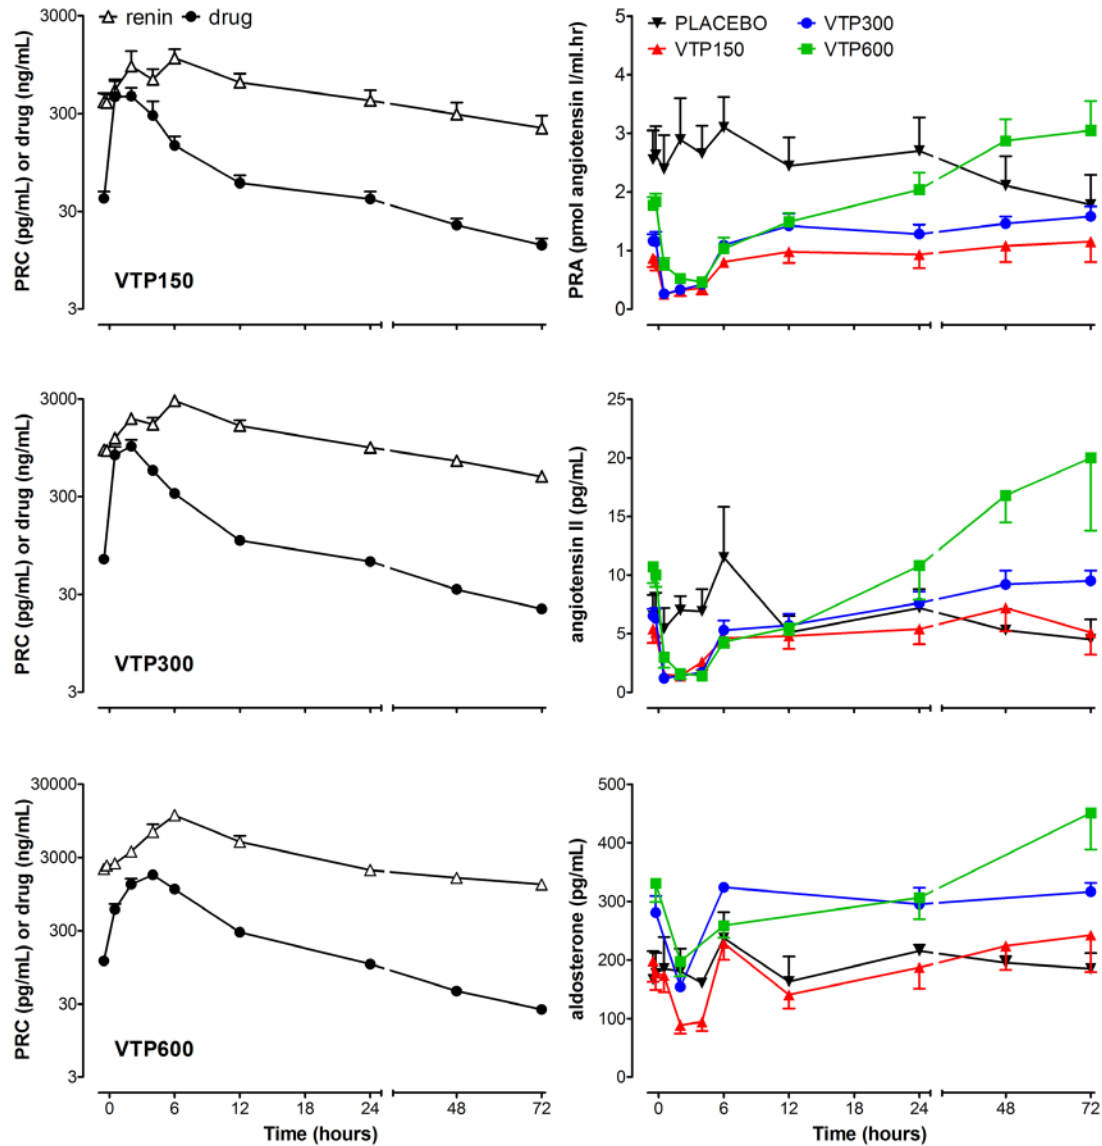 renin drug
3000
300
30
3
PRC (pg/mL) or drug (ng/mL)
VTP150
PLACEBO VTP300
VTP150 VTP600
5
4
3
2
1
0
PRA (pmol angiotensin I/ml.hr)
3000
300
30
3
PRC (pg/mL) or drug (ng/mL)
VTP300
25
20
15
10
5
0
angiotensin II (pg/mL)
30000
3000
300
30
3
PRC (pg/mL) or drug (ng/mL)
VTP600
0 6 12 18 24 48 72
Time (hours)
500
400
300
200
100
0
aldosterone (pg/mL)
0 6 12 18 24 48 72
Time (hours)